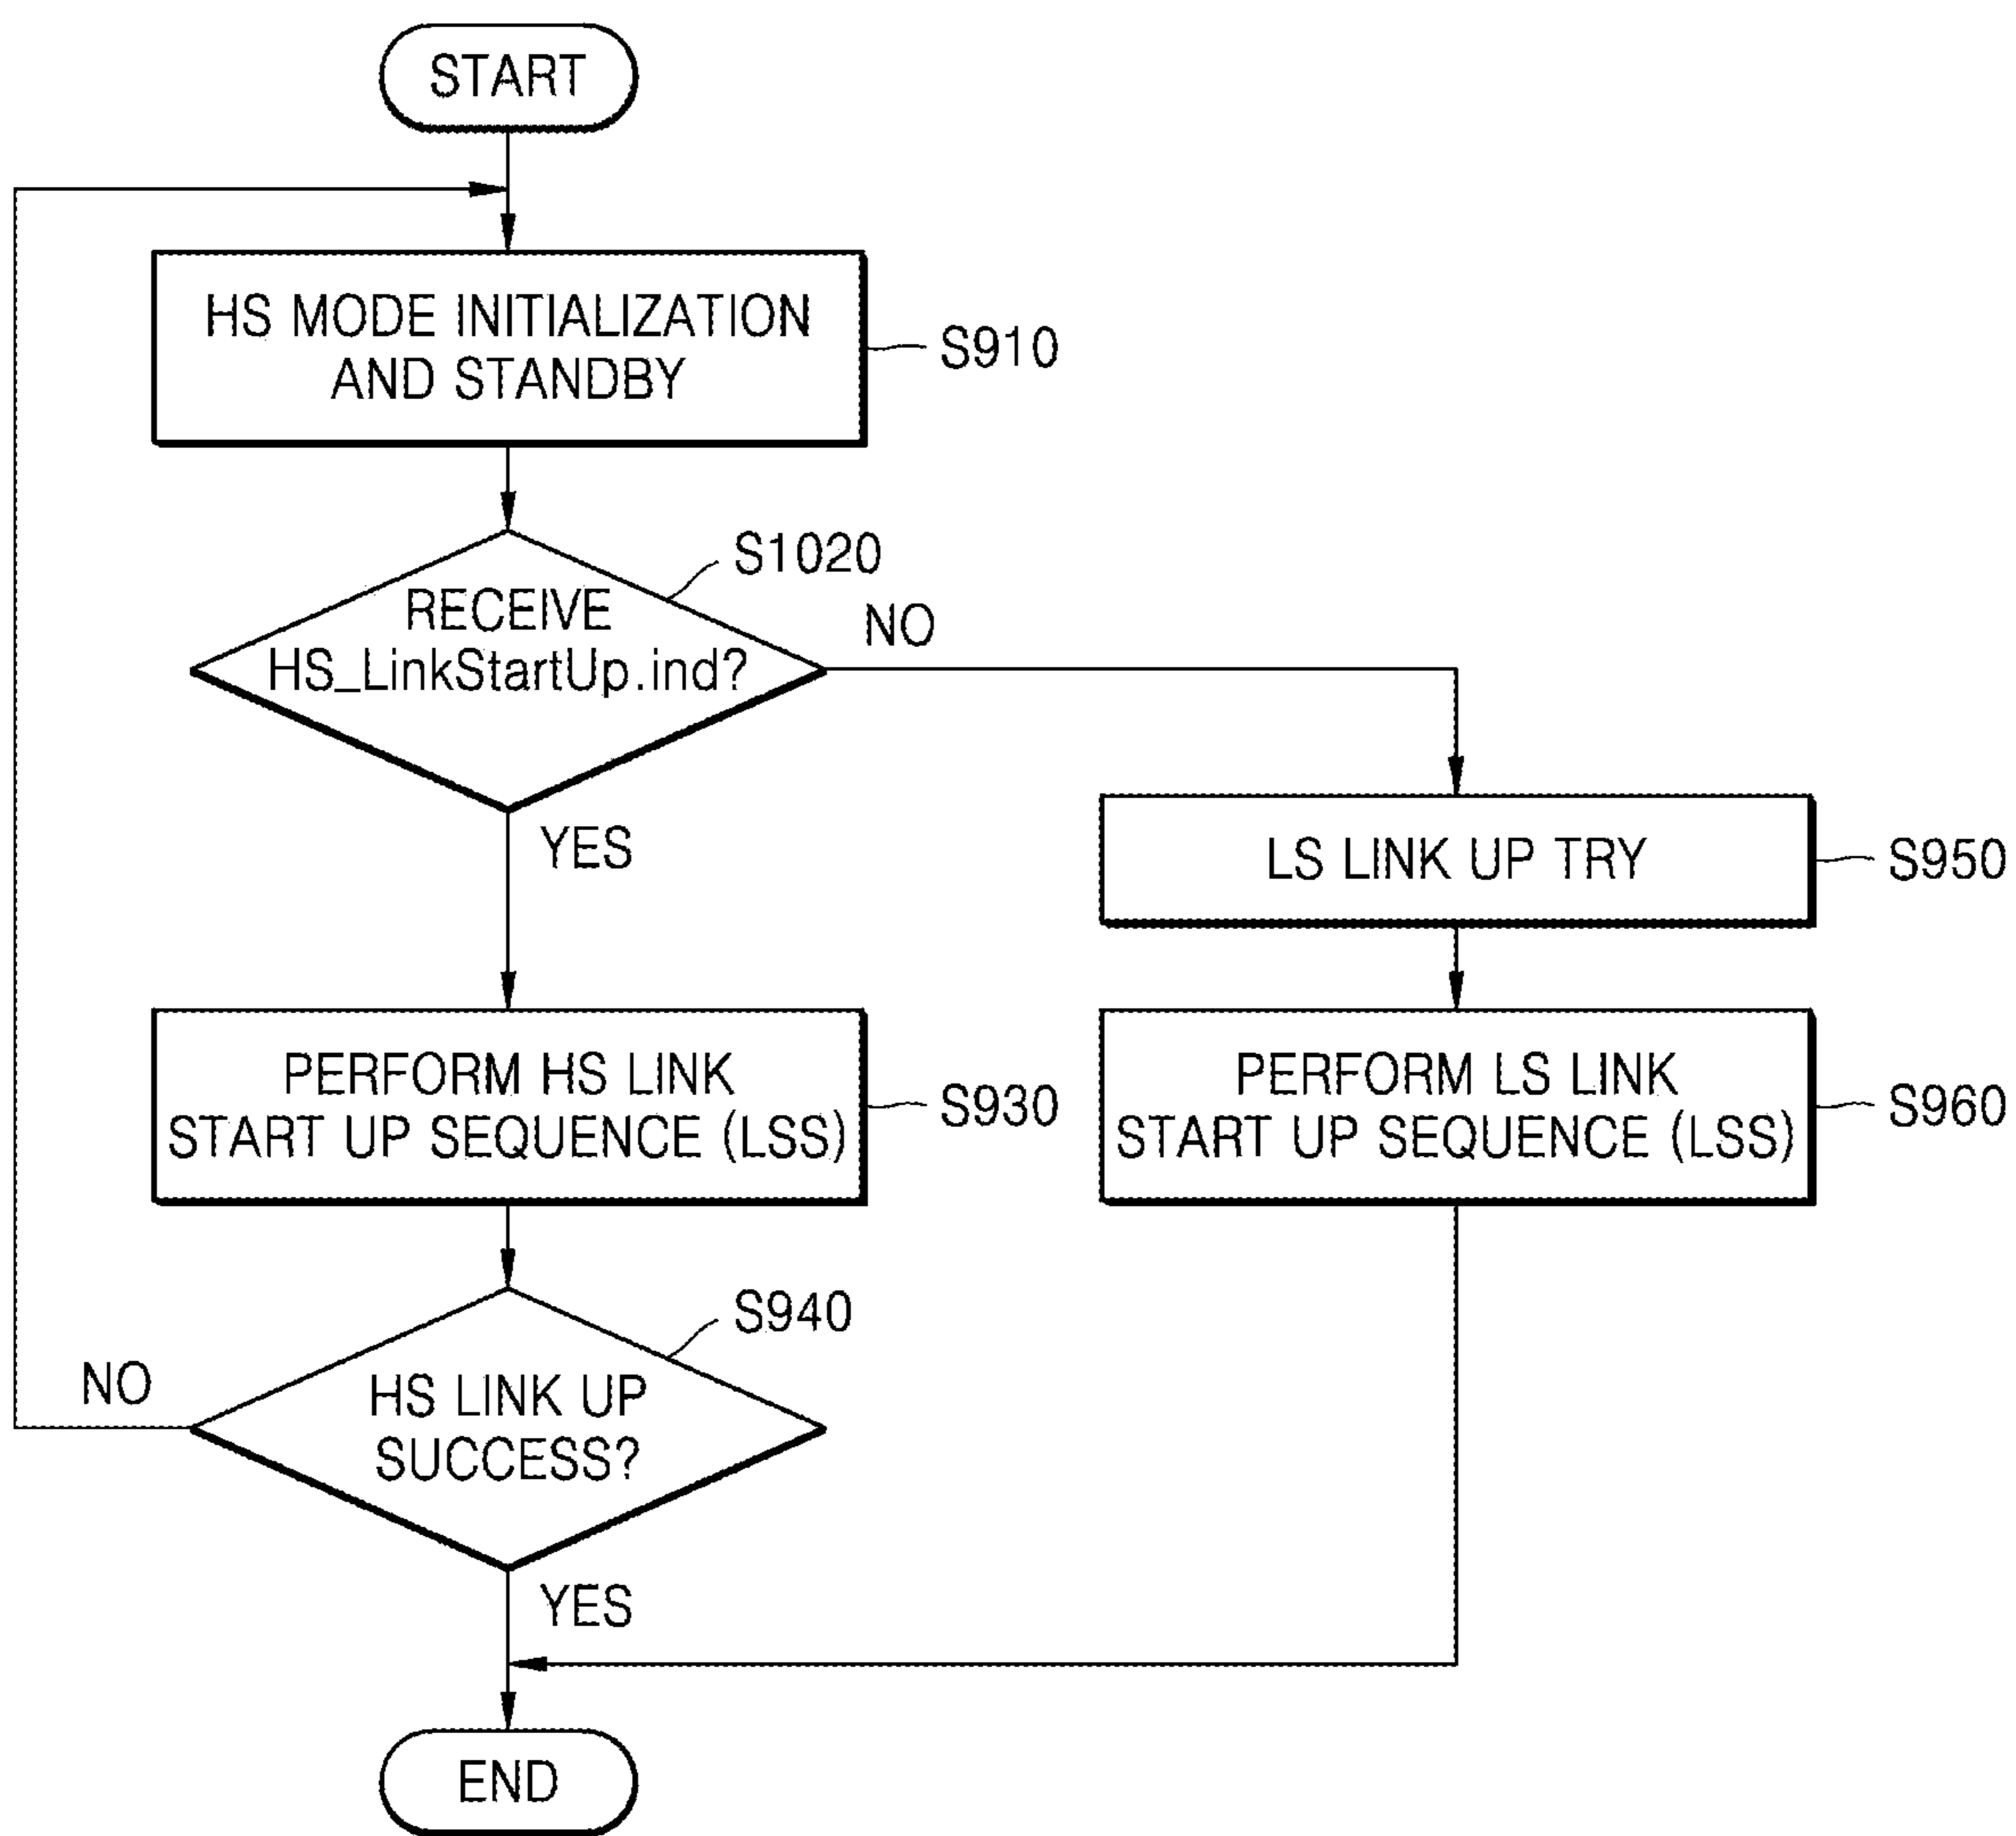 START
HS MODE INITIALIZATION
AND STANDBY
S910
S1020
RECEIVE
HS_LinkStartUp.ind?
NO
YES
LS LINK UP TRY
S950
PERFORM HS LINK
START UP SEQUENCE (LSS)
S930
PERFORM LS LINK
START UP SEQUENCE (LSS)
S960
S940
NO
HS LINK UP
SUCCESS?
YES
END